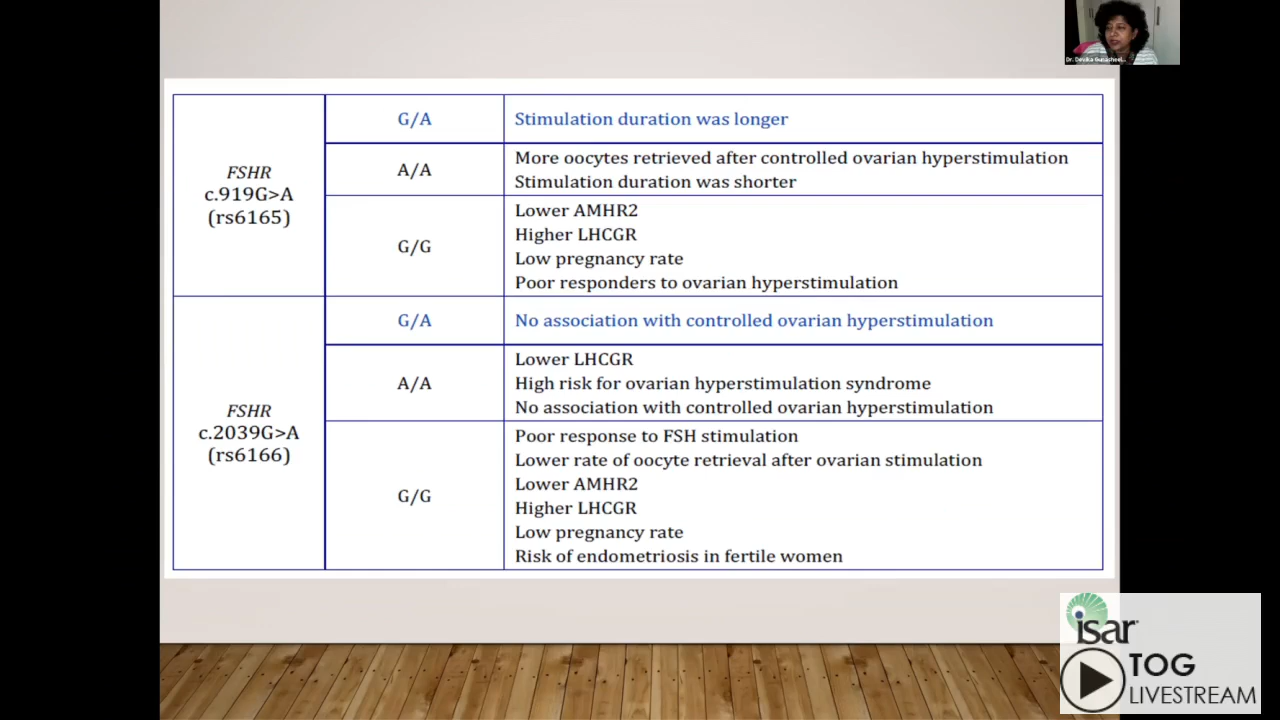 Dr. Devika Gunasheel...
FSHR
c.919G>A
(rs6165)
G/A
Stimulation duration was longer
A/A
More oocytes retrieved after controlled ovarian hyperstimulation
Stimulation duration was shorter
G/G
Lower AMHR2
Higher LHCGR
Low pregnancy rate
Poor responders to ovarian hyperstimulation
FSHR
c.2039G>A
(rs6166)
G/A
No association with controlled ovarian hyperstimulation
A/A
Lower LHCGR
High risk for ovarian hyperstimulation syndrome
No association with controlled ovarian hyperstimulation
G/G
Poor response to FSH stimulation
Lower rate of oocyte retrieval after ovarian stimulation
Lower AMHR2
Higher LHCGR
Low pregnancy rate
Risk of endometriosis in fertile women
isar
TOG
LIVESTREAM